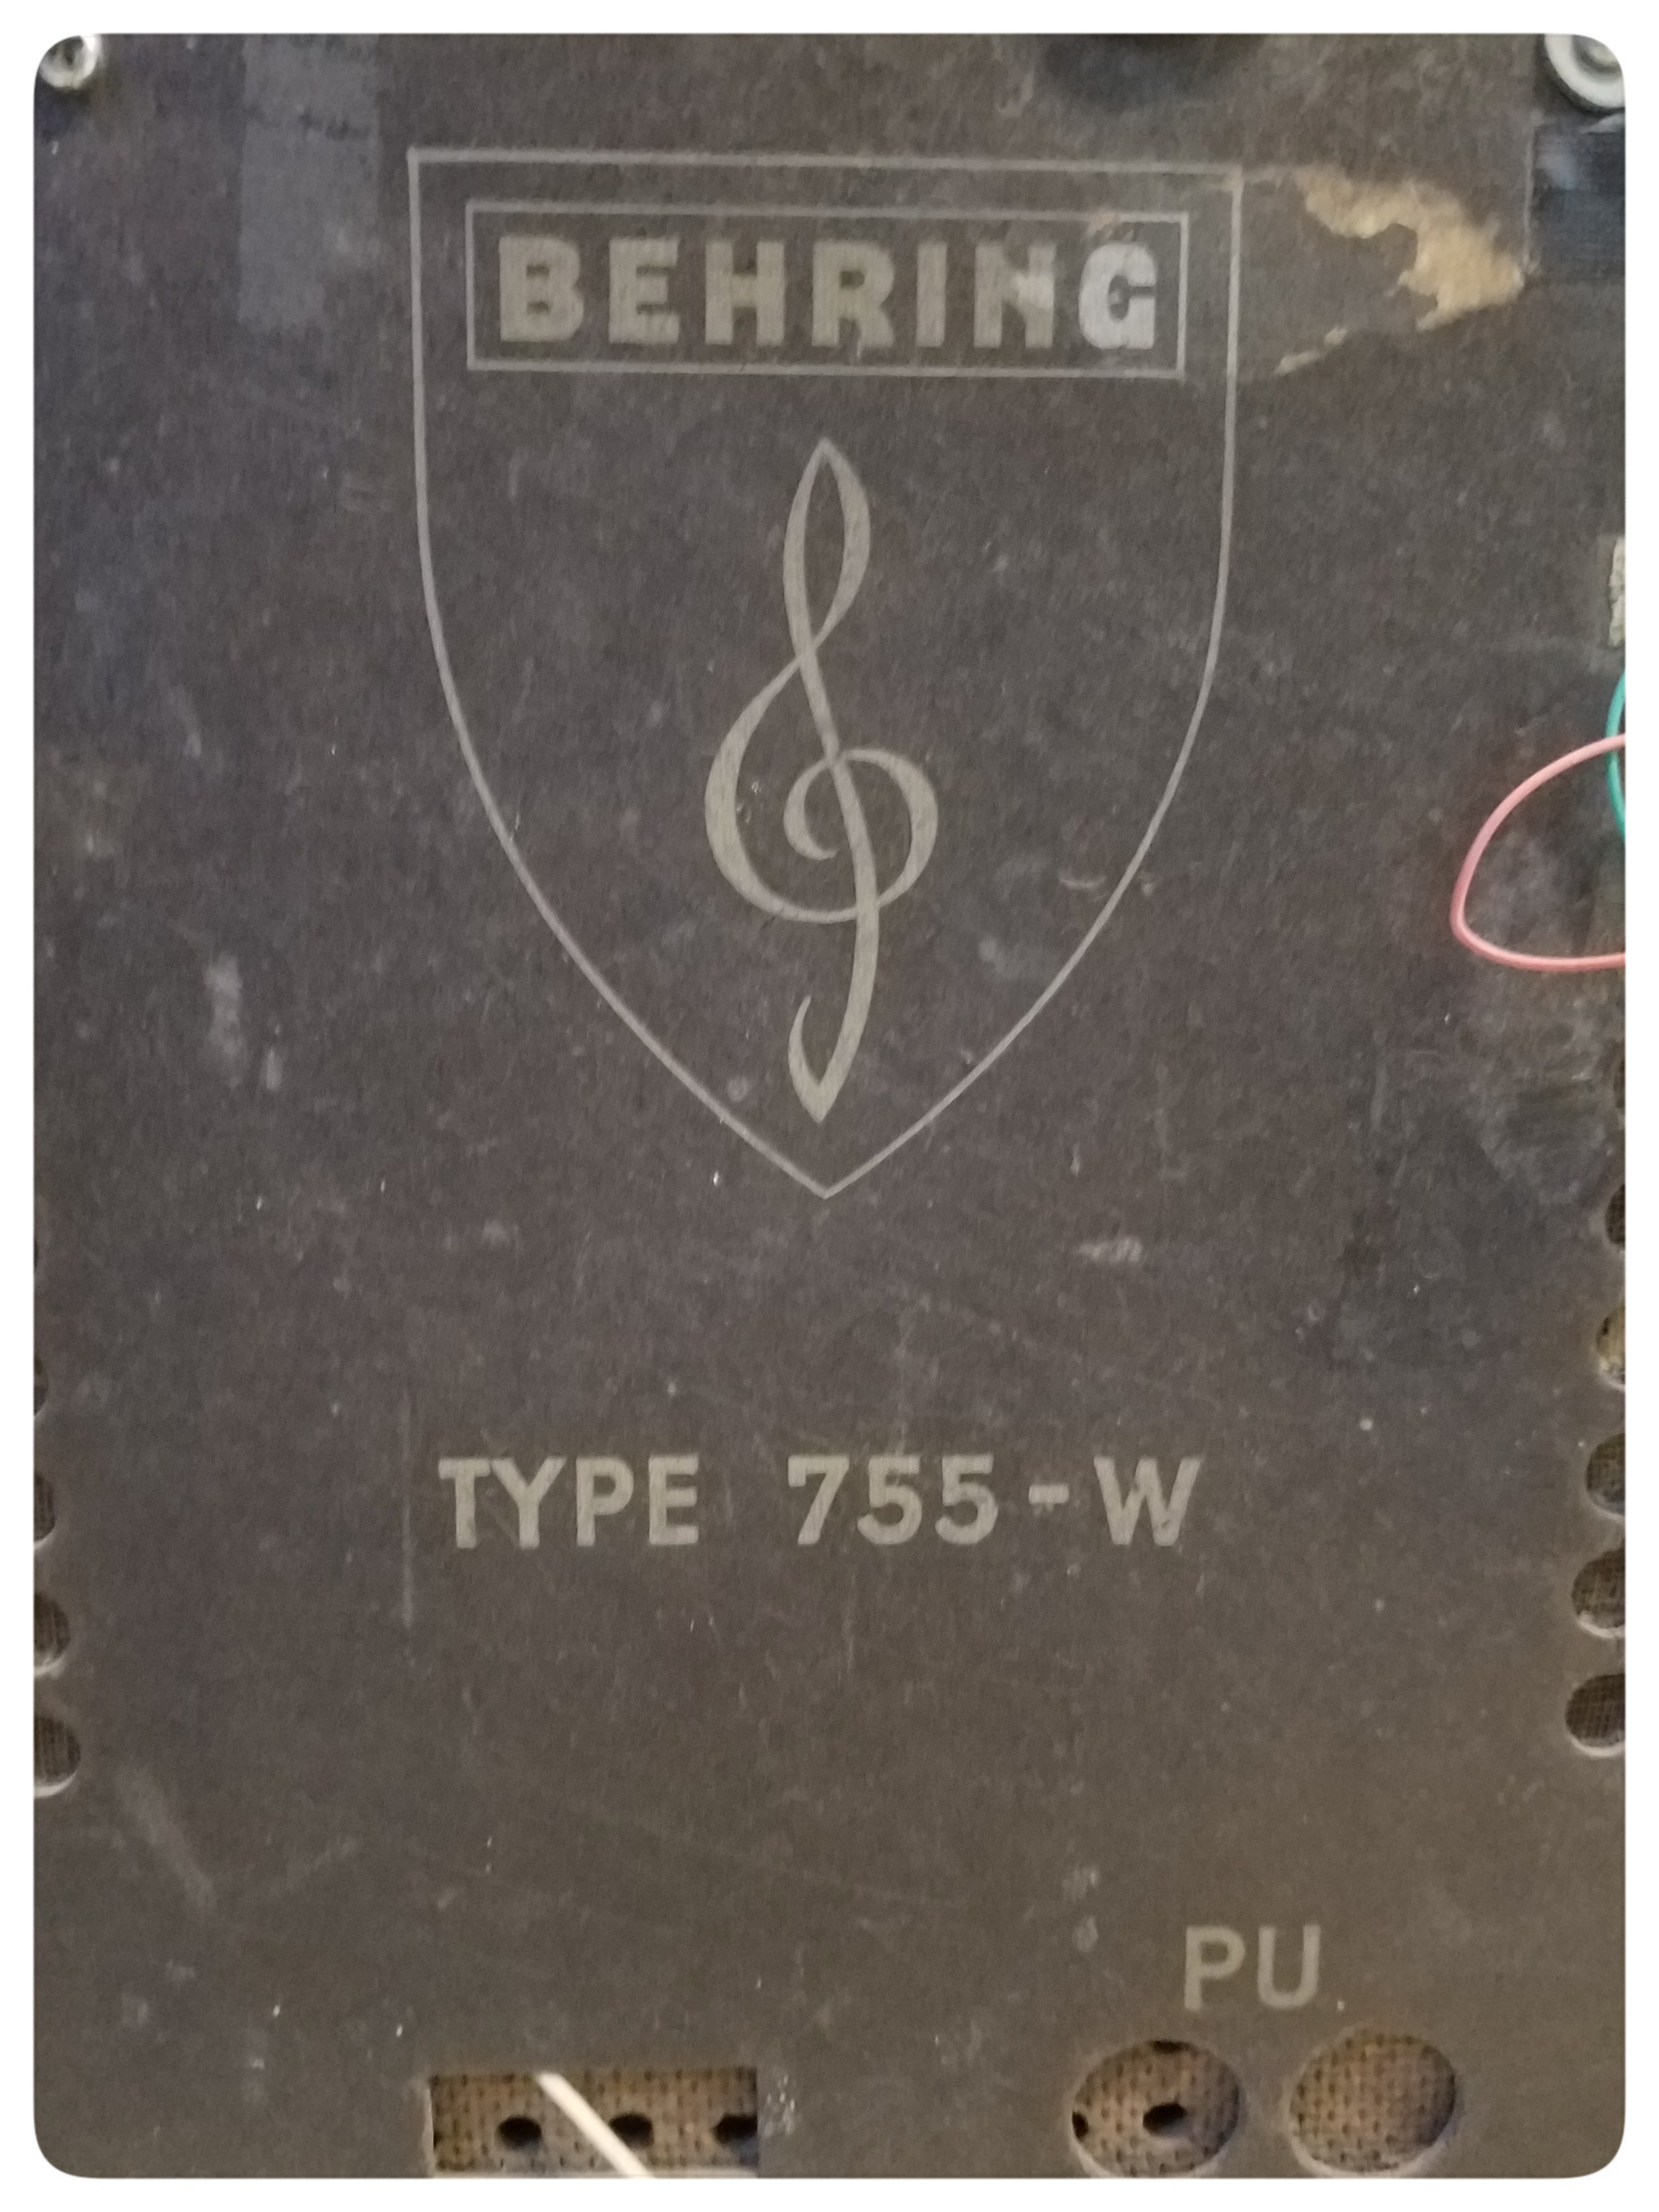 BEHRING
TYPE 755-W
PU